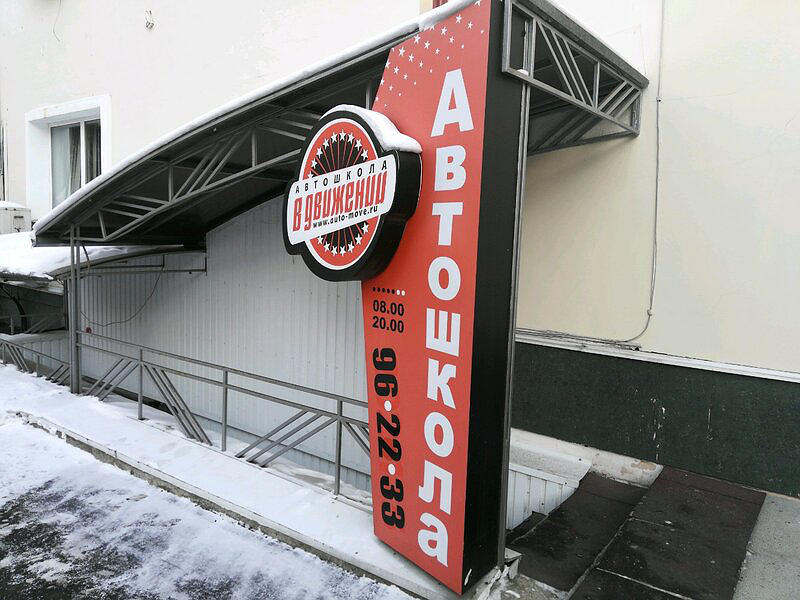 АВТОШКОЛА
В ДВИЖЕНИИ
www.auto-move.ru
08.00
20.00
96•22•33
АВТОШКОЛА